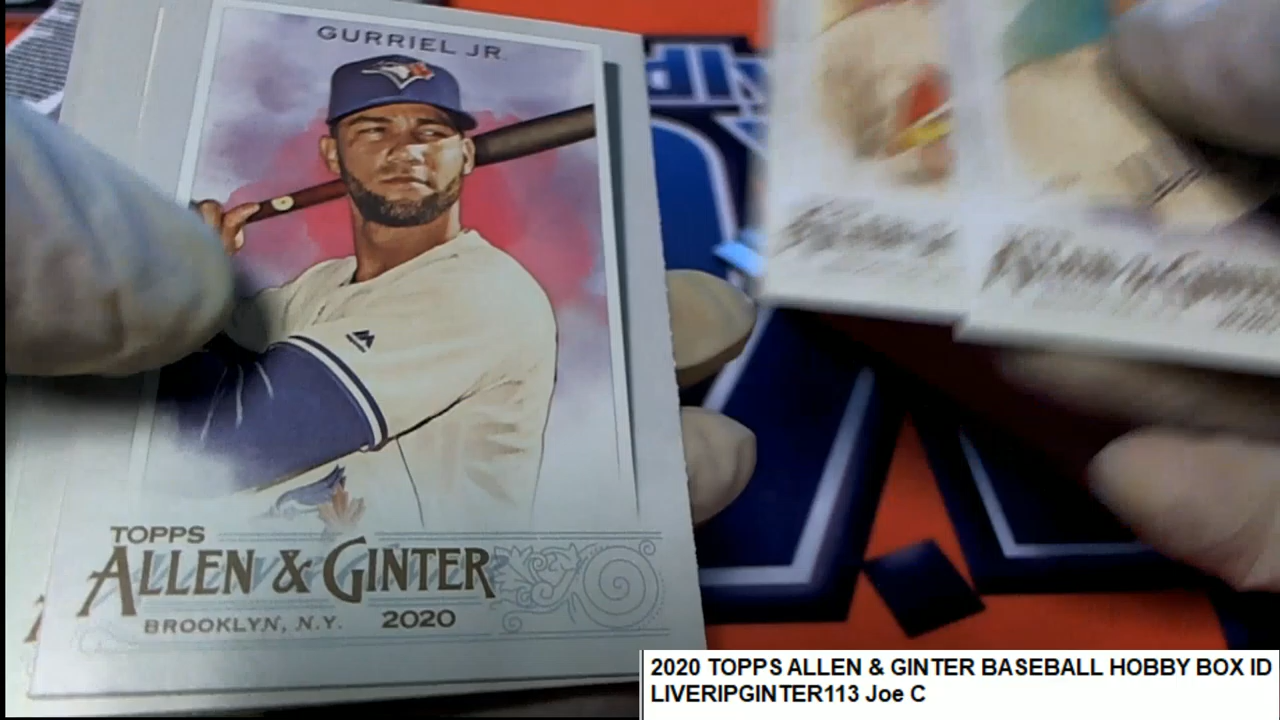 GURRIEL JR.
TOPPS
ALLEN & GINTER
BROOKLYN, N.Y. 2020
2020 TOPPS ALLEN & GINTER BASEBALL HOBBY BOX ID
LIVERIPGINTER113 Joe C